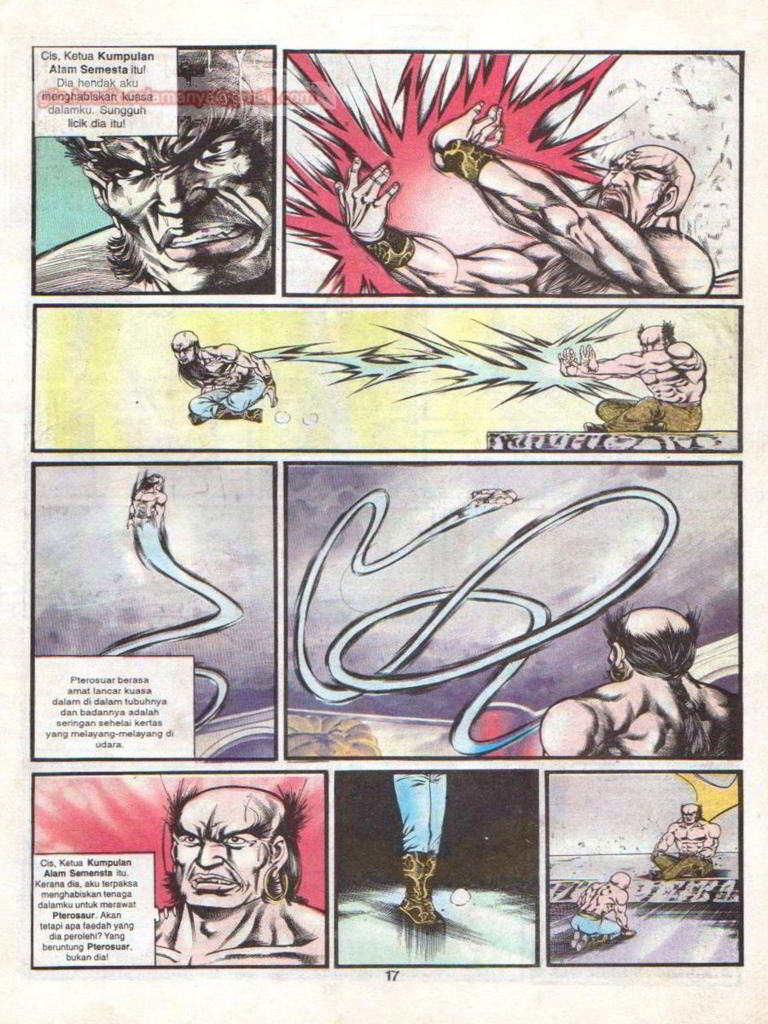 Cis, Ketua Kumpulan
Alam Semesta itu!
Dia hendak aku
menghabiskan kuasa
dalamku. Sungguh
licik dia itu!
Pterosuar berasa
amat lancar kuasa
dalam di dalam tubuhnya
dan badannya adalah
seringan sehelai kertas
yang melayang-melayang di
udara.
Cis, Ketua Kumpulan
Alam Semensta itu.
Kerana dia, aku terpaksa
menghabiskan tenaga
dalamku untuk merawat
Pterosaur. Akan
tetapi apa faedah yang
dia perolehi? Yang
beruntung Pterosuar,
bukan dia!
17